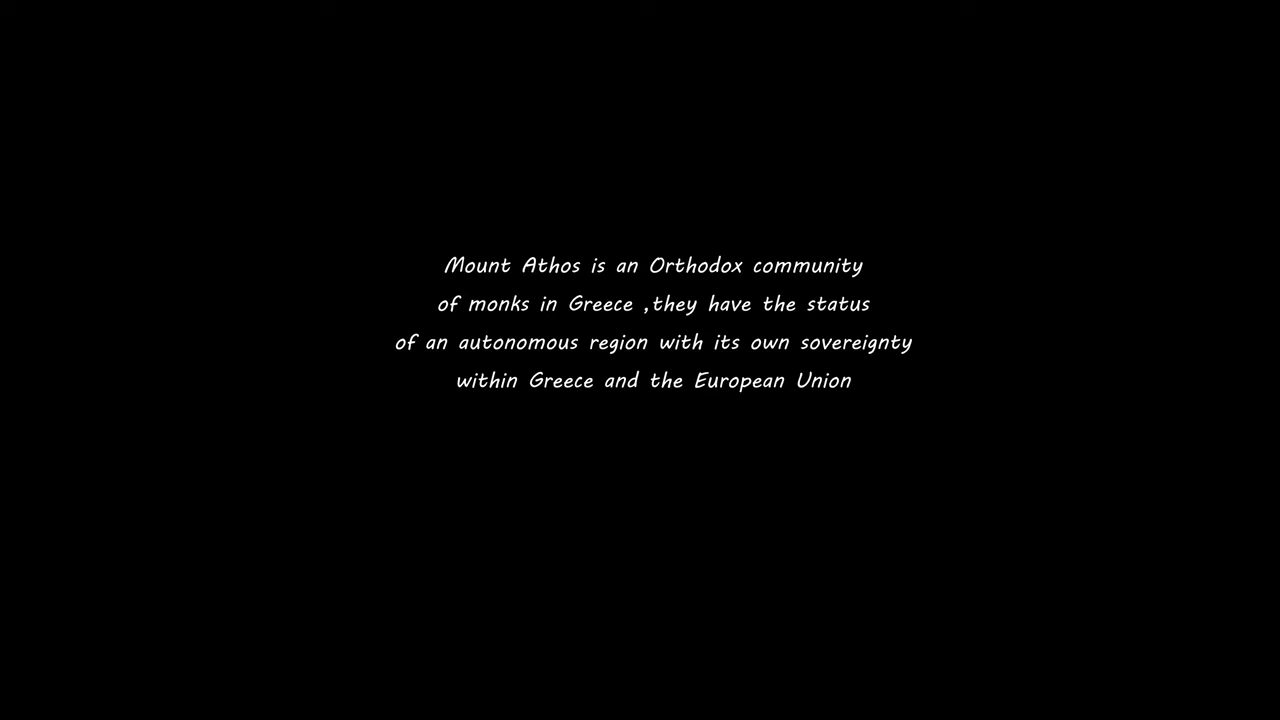 Mount Athos is an Orthodox community
of monks in Greece ,they have the status
of an autonomous region with its own sovereignty
within Greece and the European Union